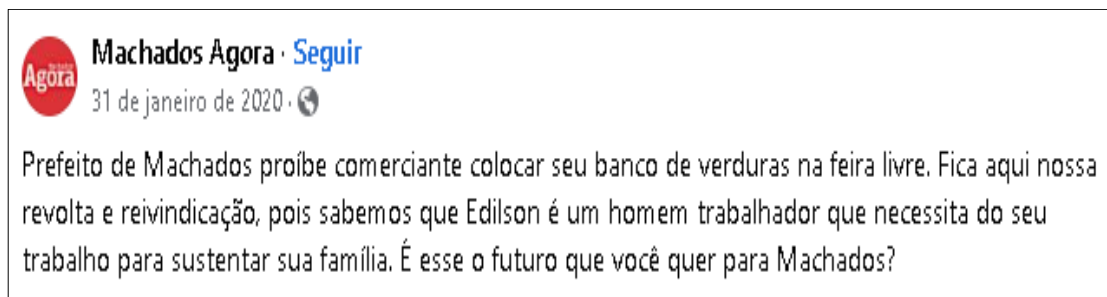 Agora
Machados Agora · Seguir
31 de janeiro de 2020 ·
Prefeito de Machados proíbe comerciante colocar seu banco de verduras na feira livre. Fica aqui nossa
revolta e reivindicação, pois sabemos que Edilson é um homem trabalhador que necessita do seu
trabalho para sustentar sua família. É esse o futuro que você quer para Machados?